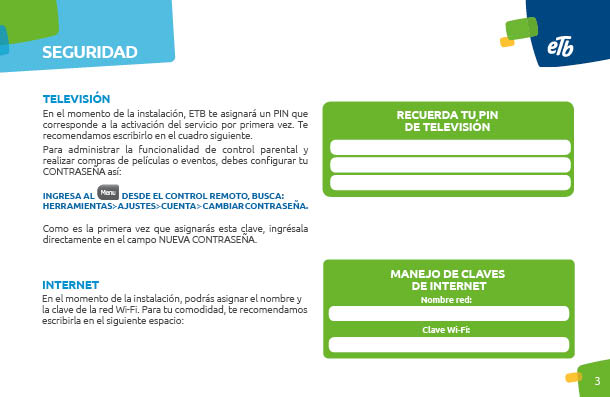 SEGURIDAD
eTb
TELEVISIÓN
En el momento de la instalación, ETB te asignará un PIN que
corresponde a la activación del servicio por primera vez. Te
recomendamos escribirlo en el cuadro siguiente.
Para administrar la funcionalidad de control parental y
realizar compras de películas o eventos, debes configurar tu
CONTRASEÑA así:
INGRESA AL Menu DESDE EL CONTROL REMOTO, BUSCA:
HERRAMIENTAS>AJUSTES>CUENTA>CAMBIAR CONTRASEÑA.
Como es la primera vez que asignarás esta clave, ingrésala
directamente en el campo NUEVA CONTRASEÑA.
RECUERDA TU PIN
DE TELEVISIÓN
INTERNET
En el momento de la instalación, podrás asignar el nombre y
la clave de la red Wi-Fi. Para tu comodidad, te recomendamos
escribirla en el siguiente espacio:
MANEJO DE CLAVES
DE INTERNET
Nombre red:
Clave Wi-Fi:
3